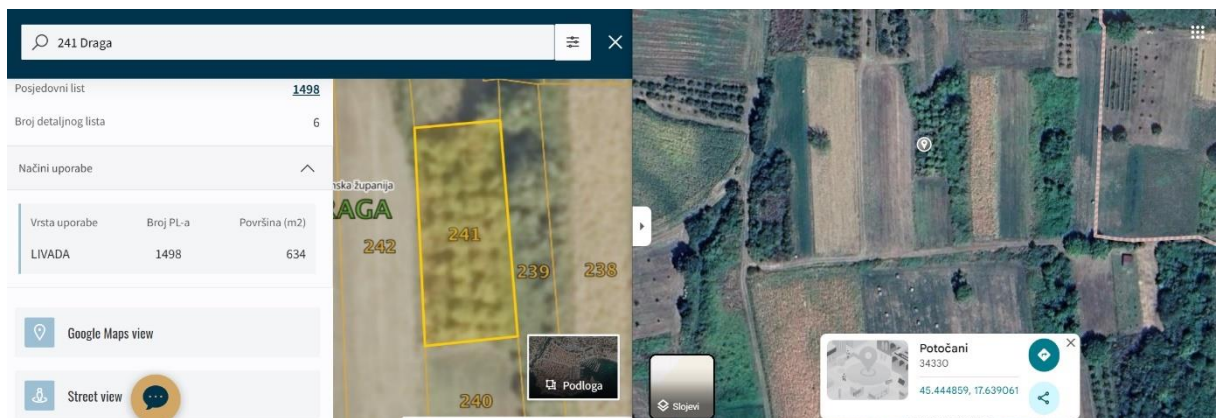 241 Draga
Posjedovni list 1498
Broj detaljnog lista 6
Načini uporabe
Vrsta uporabe Broj PL-a Površina (m2)
LIVADA 1498 634
Google Maps view
Street view
nska županija
RAGA
242
241
239
238
240
Podloga
Slojevi
Potočani
34330
45.444859, 17.639061